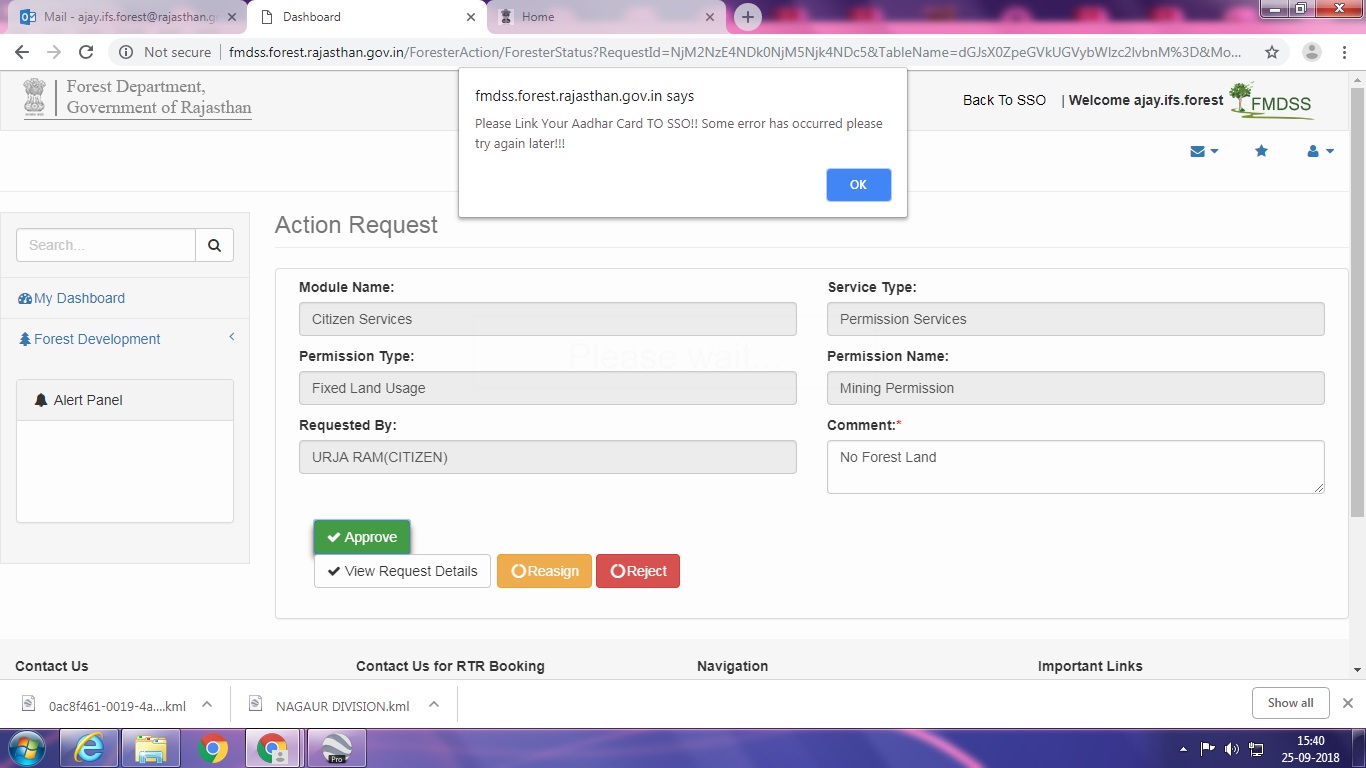 Mail - ajay.ifs.forest@rajasthan.g
Dashboard
Home
Not secure
fmdss.forest.rajasthan.gov.in/ForesterAction/ForesterStatus?RequestId=NjM2NzE4NDk0NjM5Njk4NDc5&TableName=dGJsX0ZpeGVkUGVybWlzc2lvbnM%3D&Mo...
Forest Department,
Government of Rajasthan
fmdss.forest.rajasthan.gov.in says
Please Link Your Aadhar Card TO SSO!! Some error has occurred please
try again later!!!
OK
Back To SSO | Welcome ajay.ifs.forest
FMDSS
Search...
My Dashboard
Forest Development
Alert Panel
Action Request
Module Name:
Citizen Services
Service Type:
Permission Services
Please wait
Permission Type:
Fixed Land Usage
Permission Name:
Mining Permission
Requested By:
URJA RAM(CITIZEN)
Comment:*
No Forest Land
Approve
View Request Details
Reasign
Reject
Contact Us
Contact Us for RTR Booking
Navigation
Important Links
0ac8f461-0019-4a....kml
NAGAUR DIVISION.kml
Show all
Pro
15:40
25-09-2018